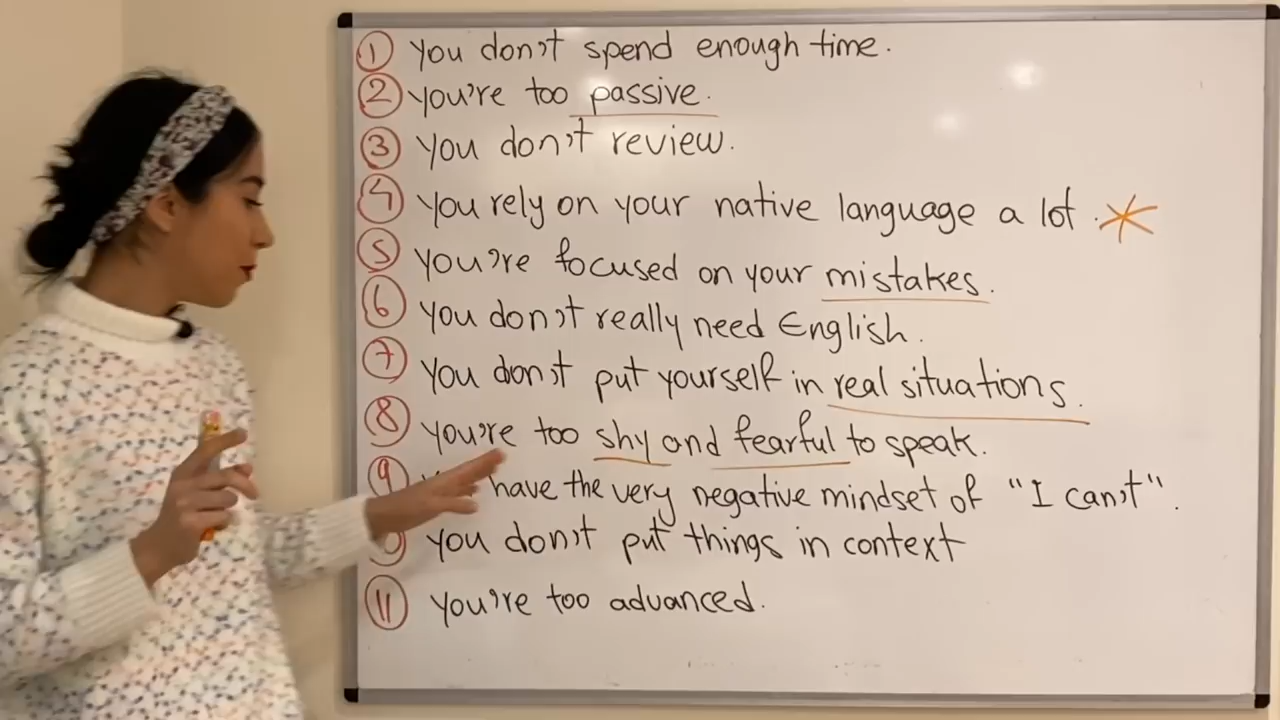 ① You don't spend enough time.
② You're too passive.
③ You don't review.
④ You rely on your native language a lot. *
⑤ You're focused on your mistakes.
⑥ You don't really need English.
⑦ You don't put yourself in real situations.
⑧ You're too shy and fearful to speak.
⑨ have the very negative mindset of "I can't".
You don't put things in context
⑪ You're too advanced.